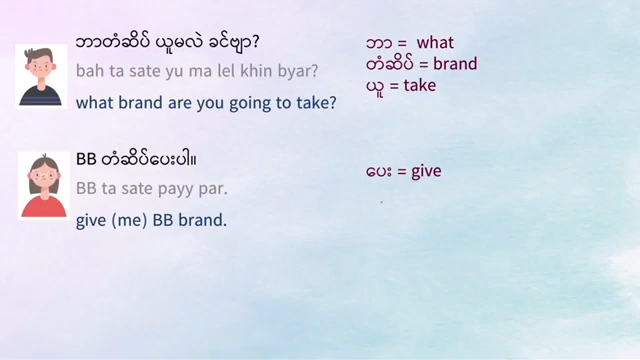 ဘာတံဆိပ် ယူမလဲ ခင်ဗျာ?
bah ta sate yu ma lel khin byar?
what brand are you going to take?
ဘာ = what
တံဆိပ် = brand
ယူ = take
BB တံဆိပ်ပေးပါ။
BB ta sate payy par.
give (me) BB brand.
ပေး = give